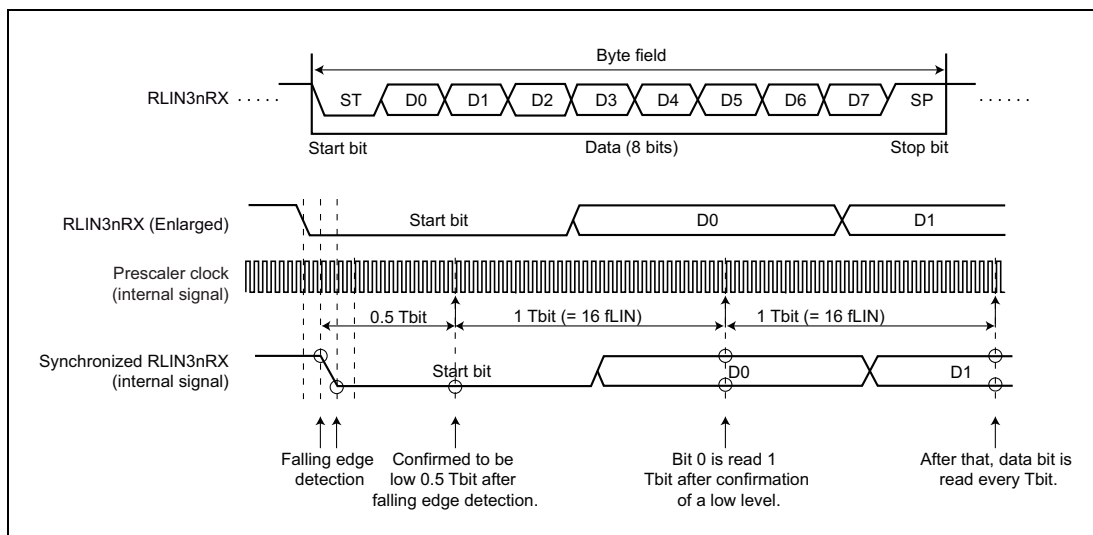 Byte field
RLIN3nRX
ST D0 D1 D2 D3 D4 D5 D6 D7 SP
Start bit Data (8 bits) Stop bit
RLIN3nRX (Enlarged)
Start bit D0 D1
Prescaler clock
(internal signal)
0.5 Tbit 1 Tbit (= 16 fLIN) 1 Tbit (= 16 fLIN)
Synchronized RLIN3nRX
(internal signal)
Start bit D0 D1
Falling edge
detection
Confirmed to be
low 0.5 Tbit after
falling edge detection.
Bit 0 is read 1
Tbit after confirmation
of a low level.
After that, data bit is
read every Tbit.